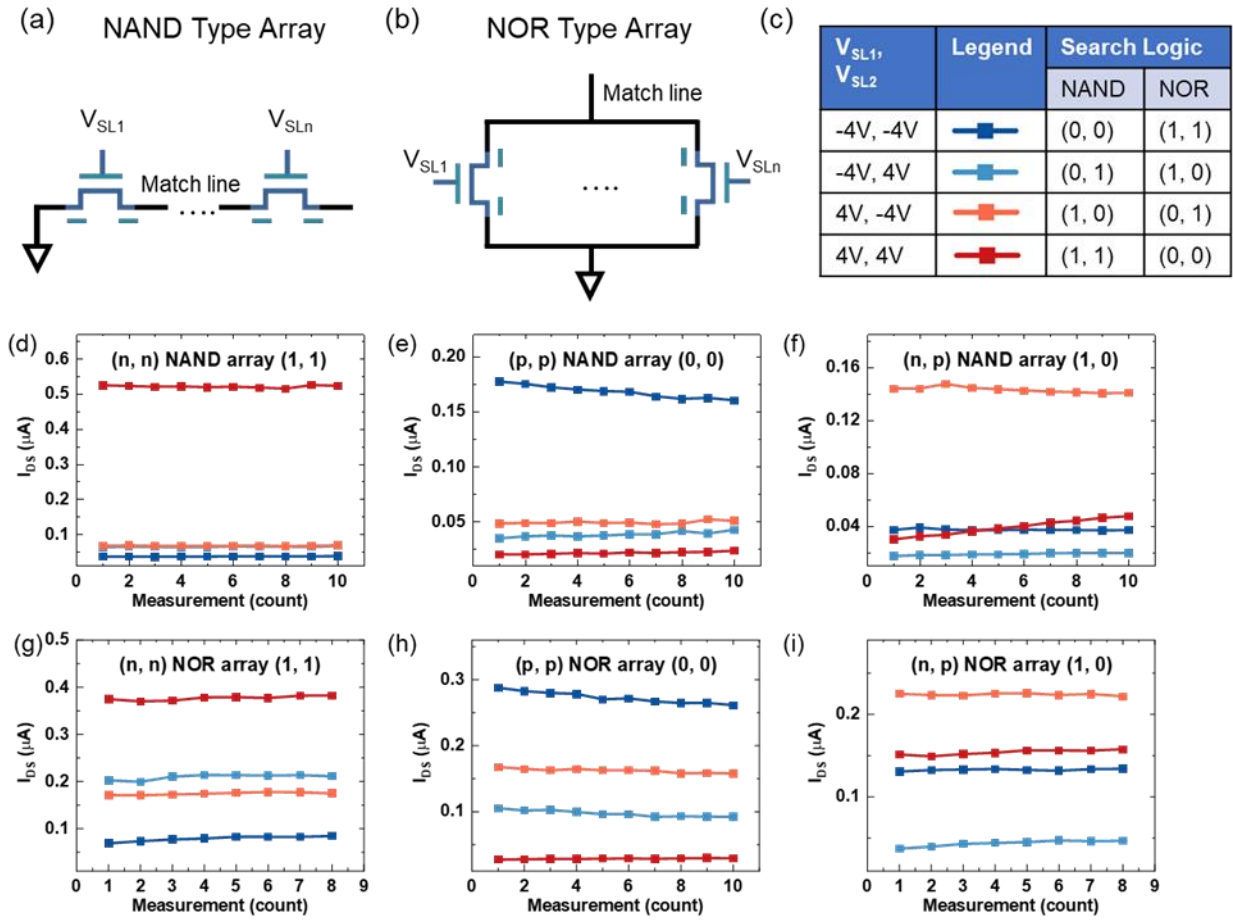 (a)
NAND Type Array
V_SL1
V_SLn
Match line
....
(b)
NOR Type Array
Match line
V_SL1
V_SLn
....
(c)
V_SL1, V_SL2 Legend Search Logic
NAND NOR
-4V, -4V (0, 0) (1, 1)
-4V, 4V (0, 1) (1, 0)
4V, -4V (1, 0) (0, 1)
4V, 4V (1, 1) (0, 0)
(d)
(n, n) NAND array (1, 1)
I_DS (μA)
0.6
0.5
0.4
0.3
0.2
0.1
0 2 4 6 8 10
Measurement (count)
(e)
(p, p) NAND array (0, 0)
I_DS (μA)
0.20
0.15
0.10
0.05
0 2 4 6 8 10
Measurement (count)
(f)
(n, p) NAND array (1, 0)
I_DS (μA)
0.16
0.12
0.08
0.04
0 2 4 6 8 10
Measurement (count)
(g)
(n, n) NOR array (1, 1)
I_DS (μA)
0.5
0.4
0.3
0.2
0.1
0 1 2 3 4 5 6 7 8 9
Measurement (count)
(h)
(p, p) NOR array (0, 0)
I_DS (μA)
0.3
0.2
0.1
0 2 4 6 8 10
Measurement (count)
(i)
(n, p) NOR array (1, 0)
I_DS (μA)
0.2
0.1
0 1 2 3 4 5 6 7 8 9
Measurement (count)